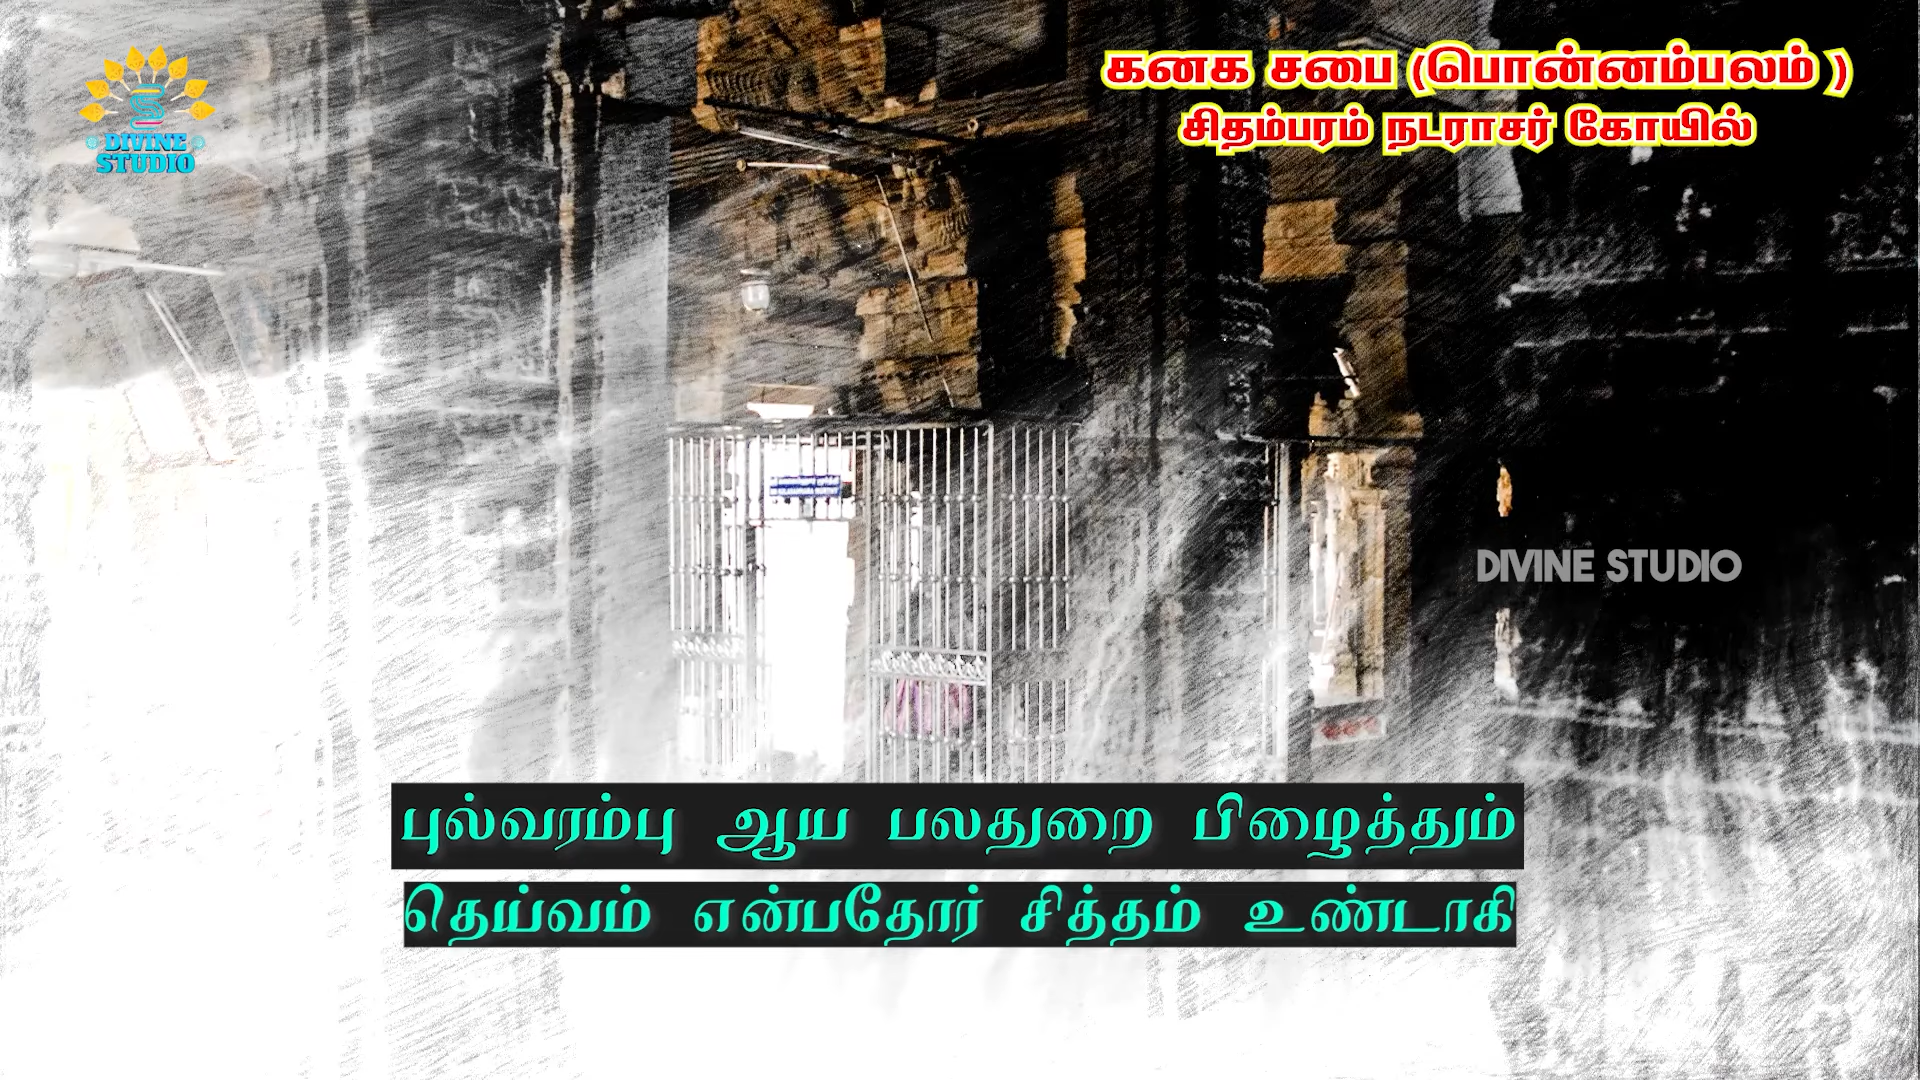 கனக சபை (பொன்னம்பலம் )
சிதம்பரம் நடராசர் கோயில்
DIVINE
STUDIO
DIVINE STUDIO
புல்வரம்பு ஆய பலதுறை பிழைத்தும்
தெய்வம் என்பதோர் சித்தம் உண்டாகி